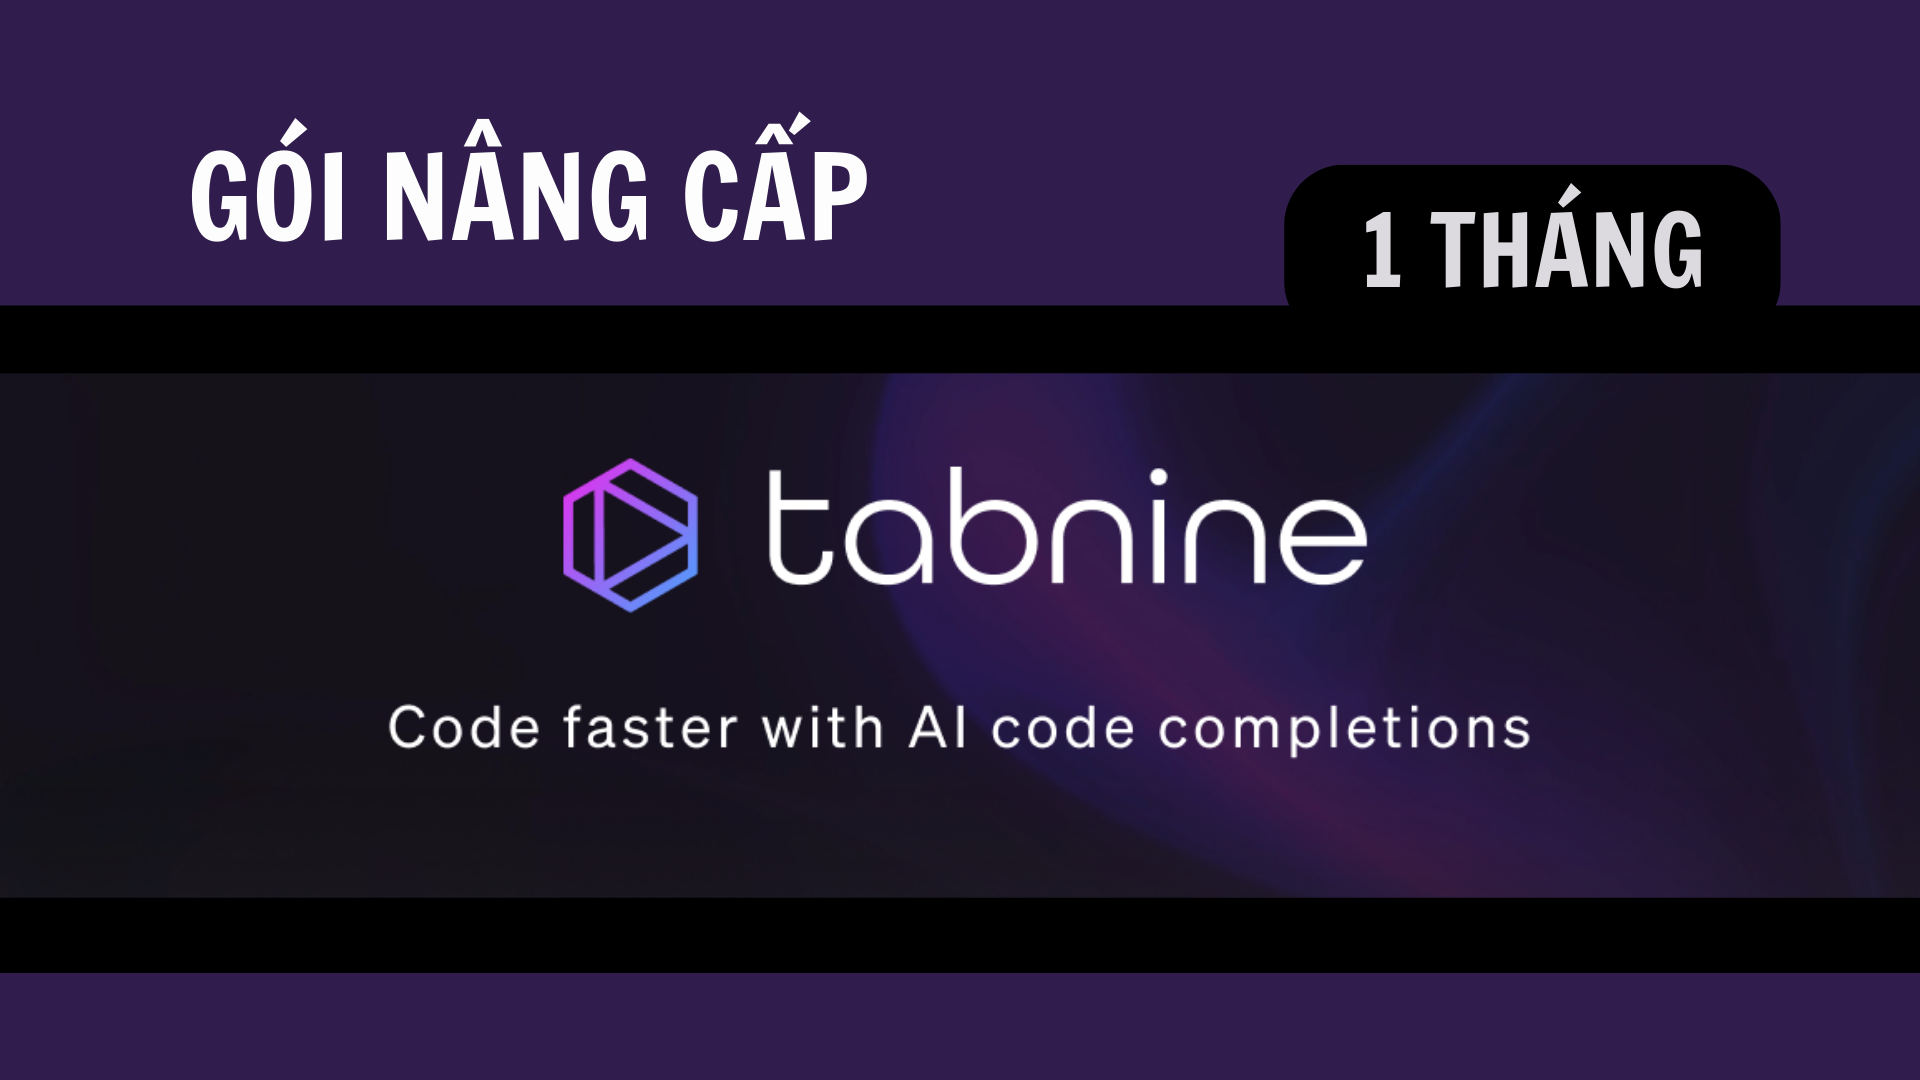 GÓI NÂNG CẤP
1 THÁNG
tabnine
Code faster with AI code completions